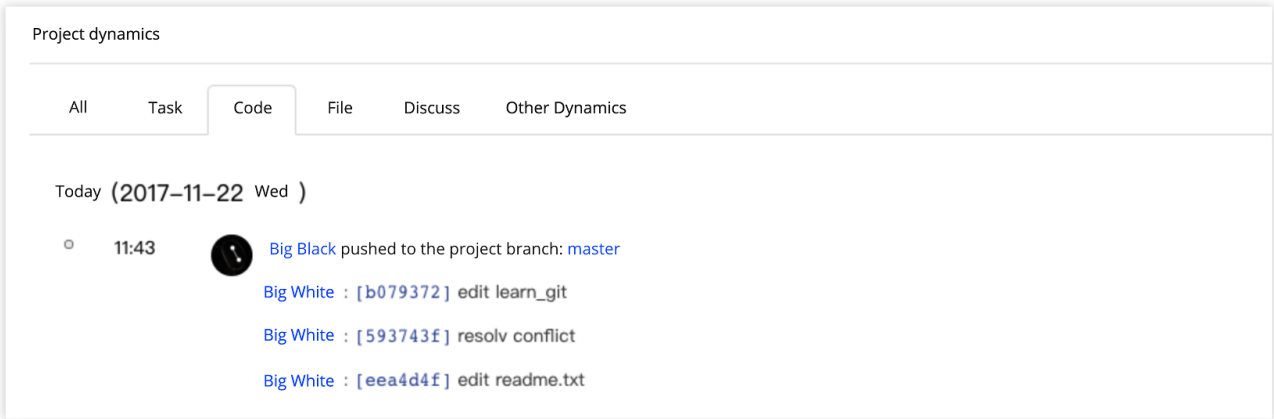 Project dynamics
All Task Code File Discuss Other Dynamics
Today (2017-11-22 Wed )
11:43 Big Black pushed to the project branch: master
Big White : [b079372] edit learn_git
Big White : [593743f] resolv conflict
Big White : [eea4d4f] edit readme.txt